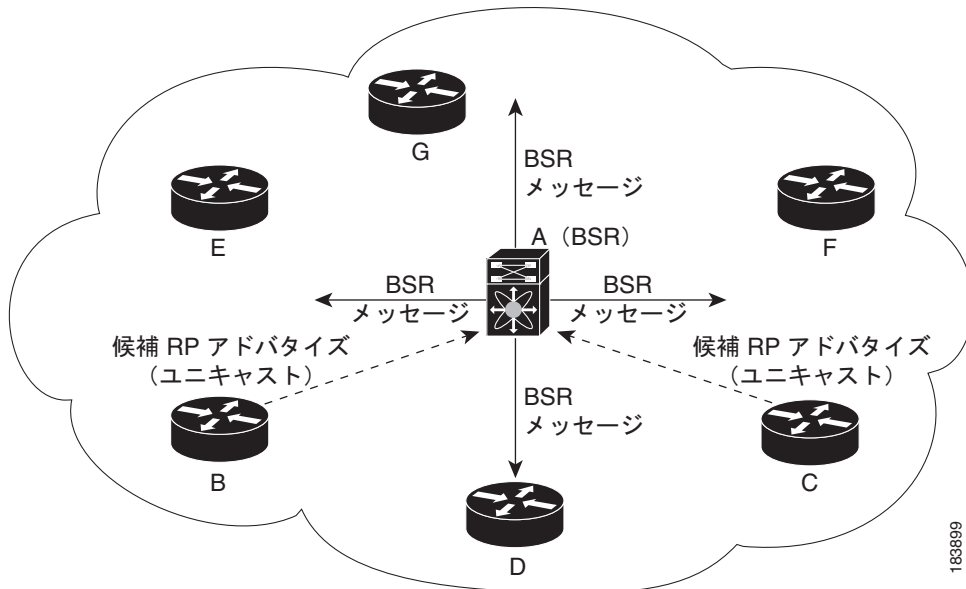 G
BSR
メッセージ
E
A（BSR）
F
BSR
メッセージ
BSR
メッセージ
候補 RP アドバタイズ
（ユニキャスト）
候補 RP アドバタイズ
（ユニキャスト）
BSR
メッセージ
B
C
D
183899